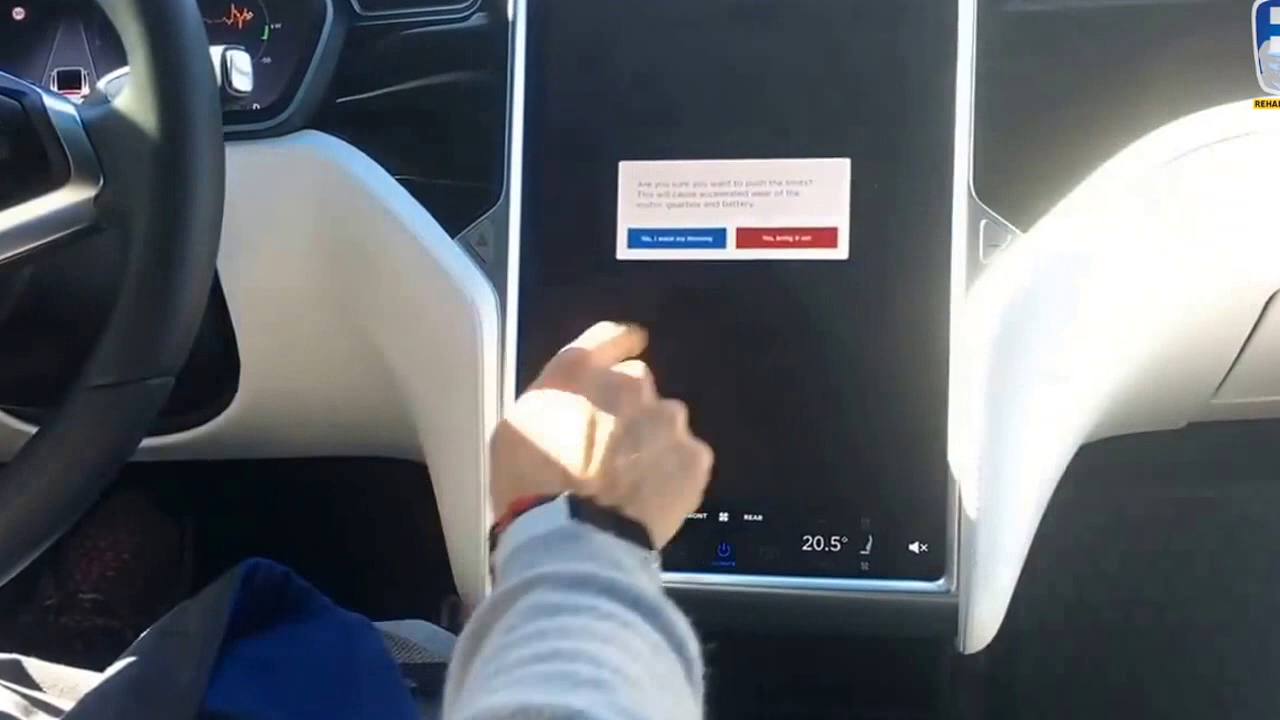 50
D
Are you sure you want to push the limits?
This will cause accelerated wear of the
motor, gearbox and battery.
No, I want my Mommy
Yes, bring it on!
REAR
20.5°